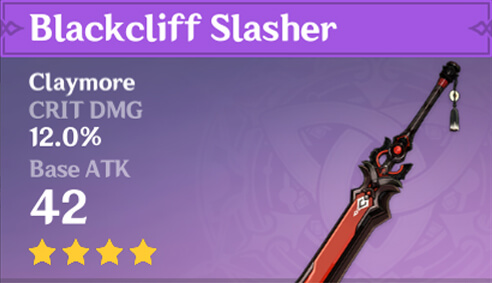 Blackcliff Slasher
Claymore
CRIT DMG
12.0%
Base ATK
42